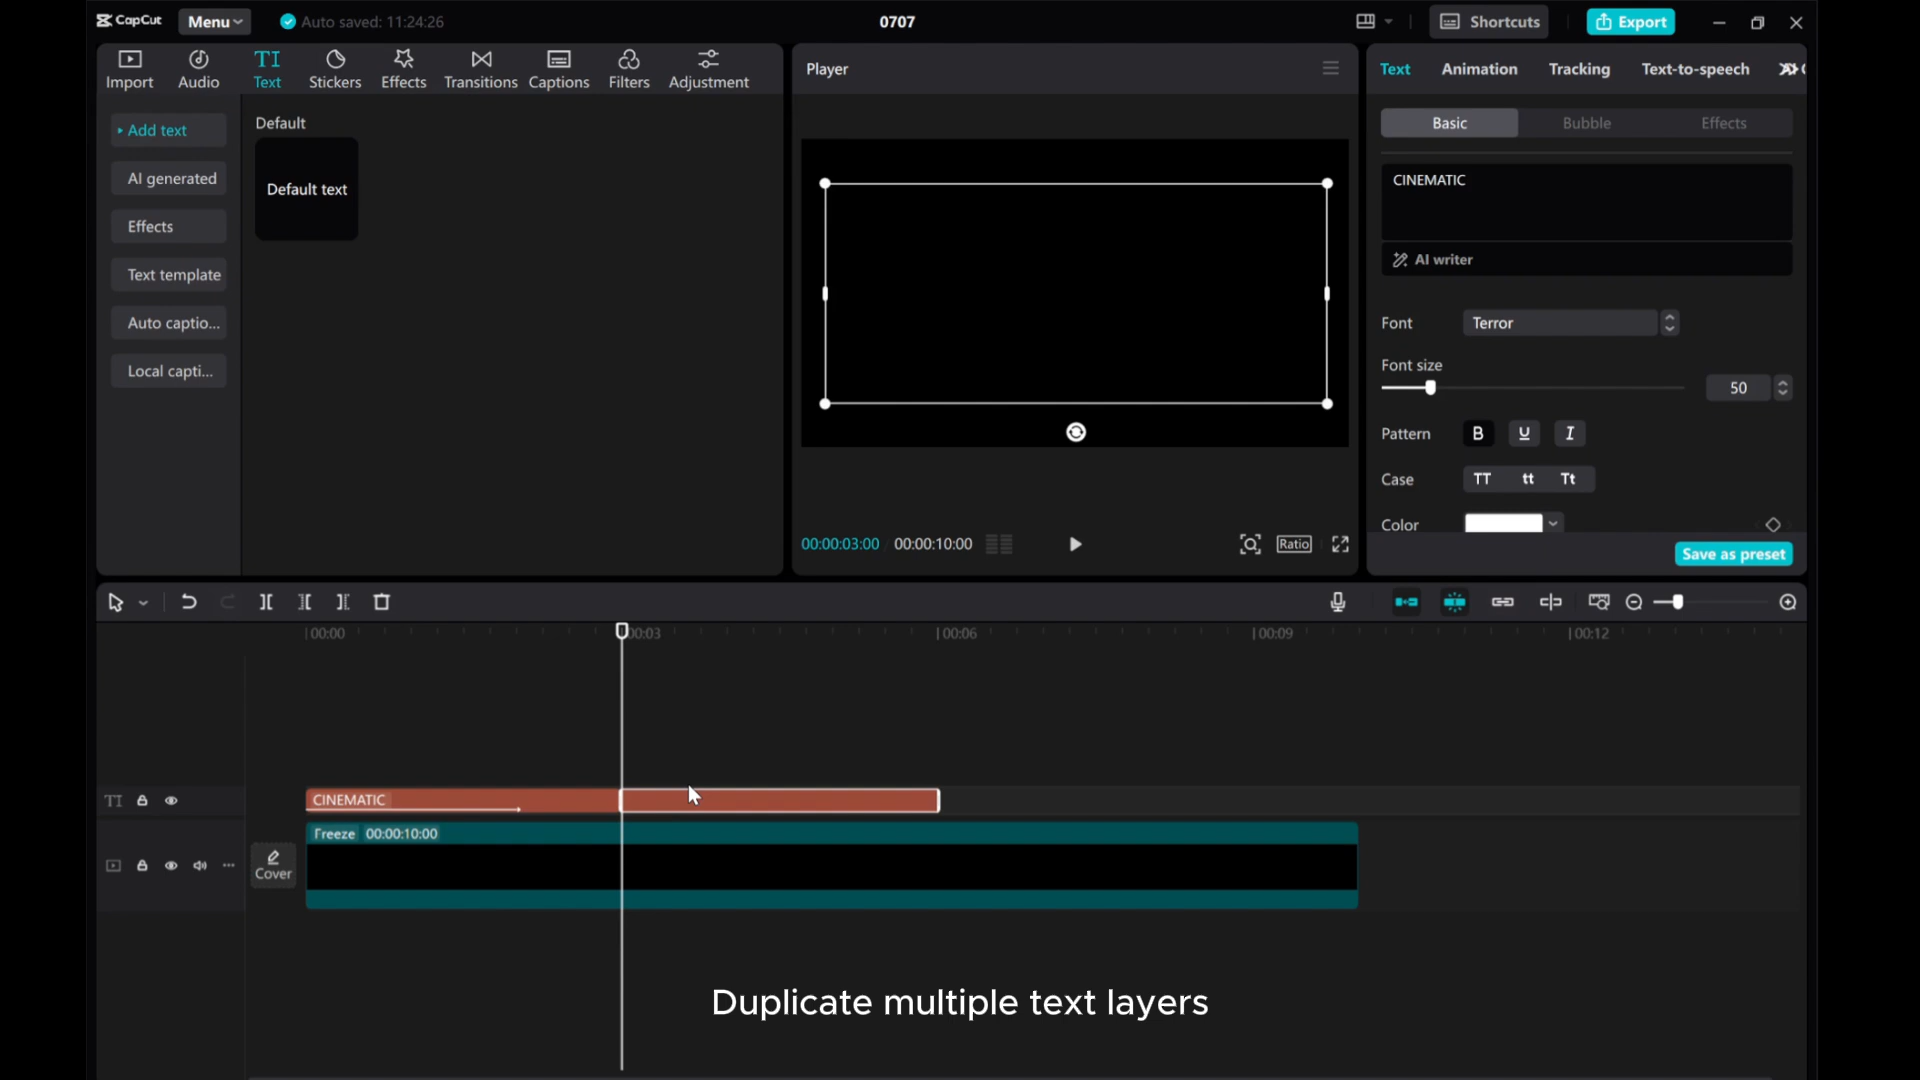 CapCut
Menu
Auto saved: 11:24:26
0707
Shortcuts
Export
Import
Audio
TI
Text
Stickers
Effects
Transitions
Captions
Filters
Adjustment
Add text
AI generated
Effects
Text template
Auto captio...
Local capti...
Default
Default text
Player
00:00:03:00
00:00:10:00
Ratio
Text
Animation
Tracking
Text-to-speech
Basic
Bubble
Effects
CINEMATIC
AI writer
Font
Terror
Font size
50
Pattern
B
U
I
Case
TT
tt
Tt
Color
Save as preset
00:00
00:03
00:06
00:09
00:12
TI
CINEMATIC
Freeze 00:00:10:00
Cover
Duplicate multiple text layers